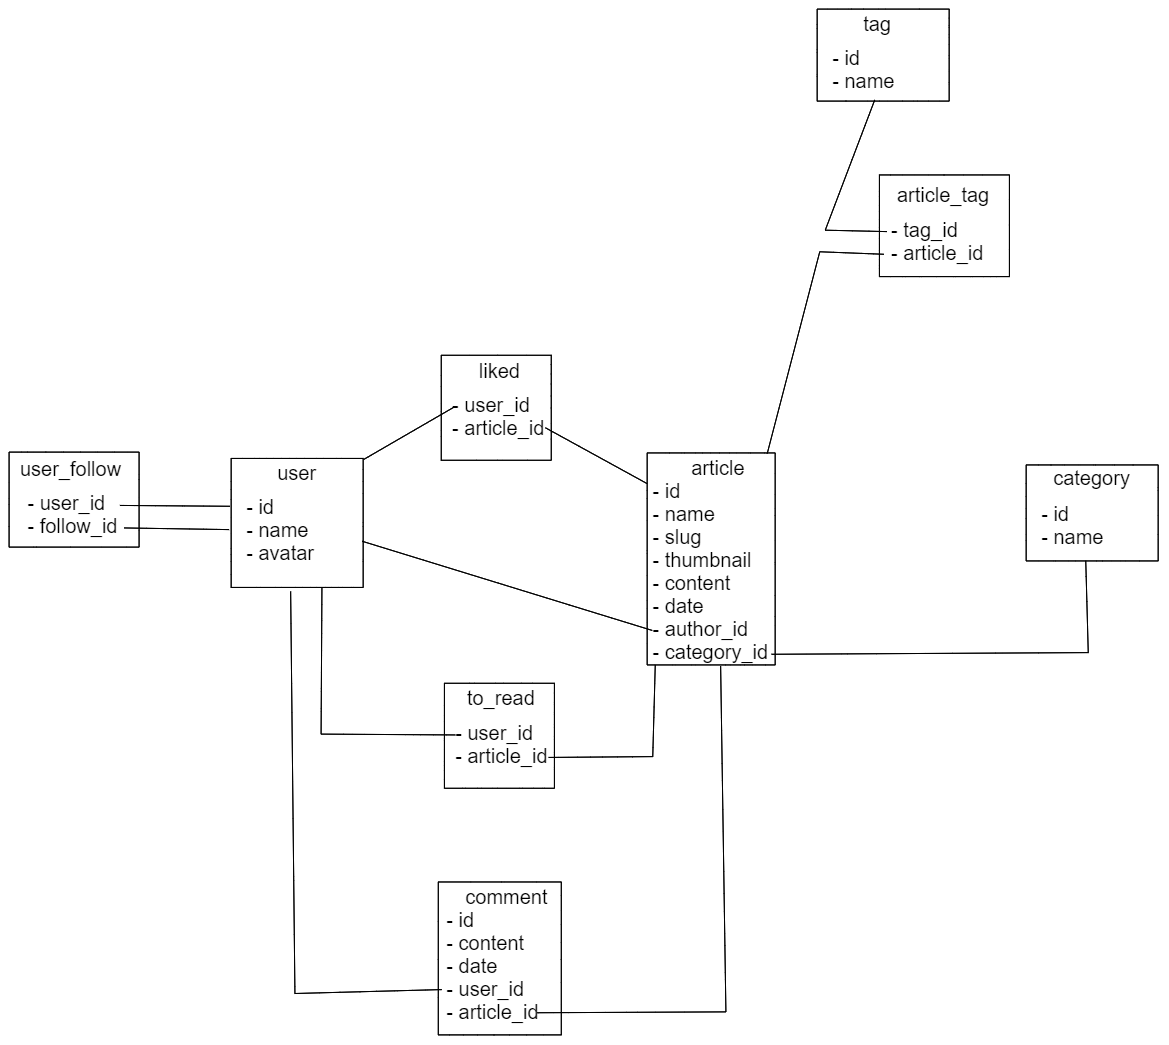 tag
- id
- name
article_tag
- tag_id
- article_id
liked
- user_id
- article_id
user_follow
- user_id
- follow_id
user
- id
- name
- avatar
article
- id
- name
- slug
- thumbnail
- content
- date
- author_id
- category_id
category
- id
- name
to_read
- user_id
- article_id
comment
- id
- content
- date
- user_id
- article_id